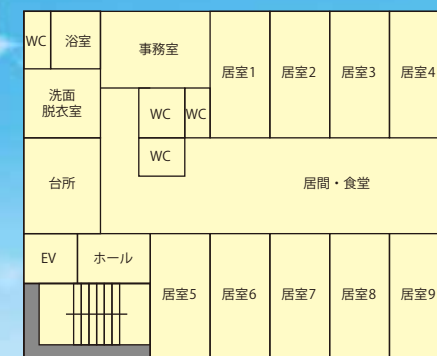 WC
浴室
事務室
居室1
居室2
居室3
居室4
洗面
脱衣室
WC
WC
WC
台所
居間・食堂
EV
ホール
居室5
居室6
居室7
居室8
居室9